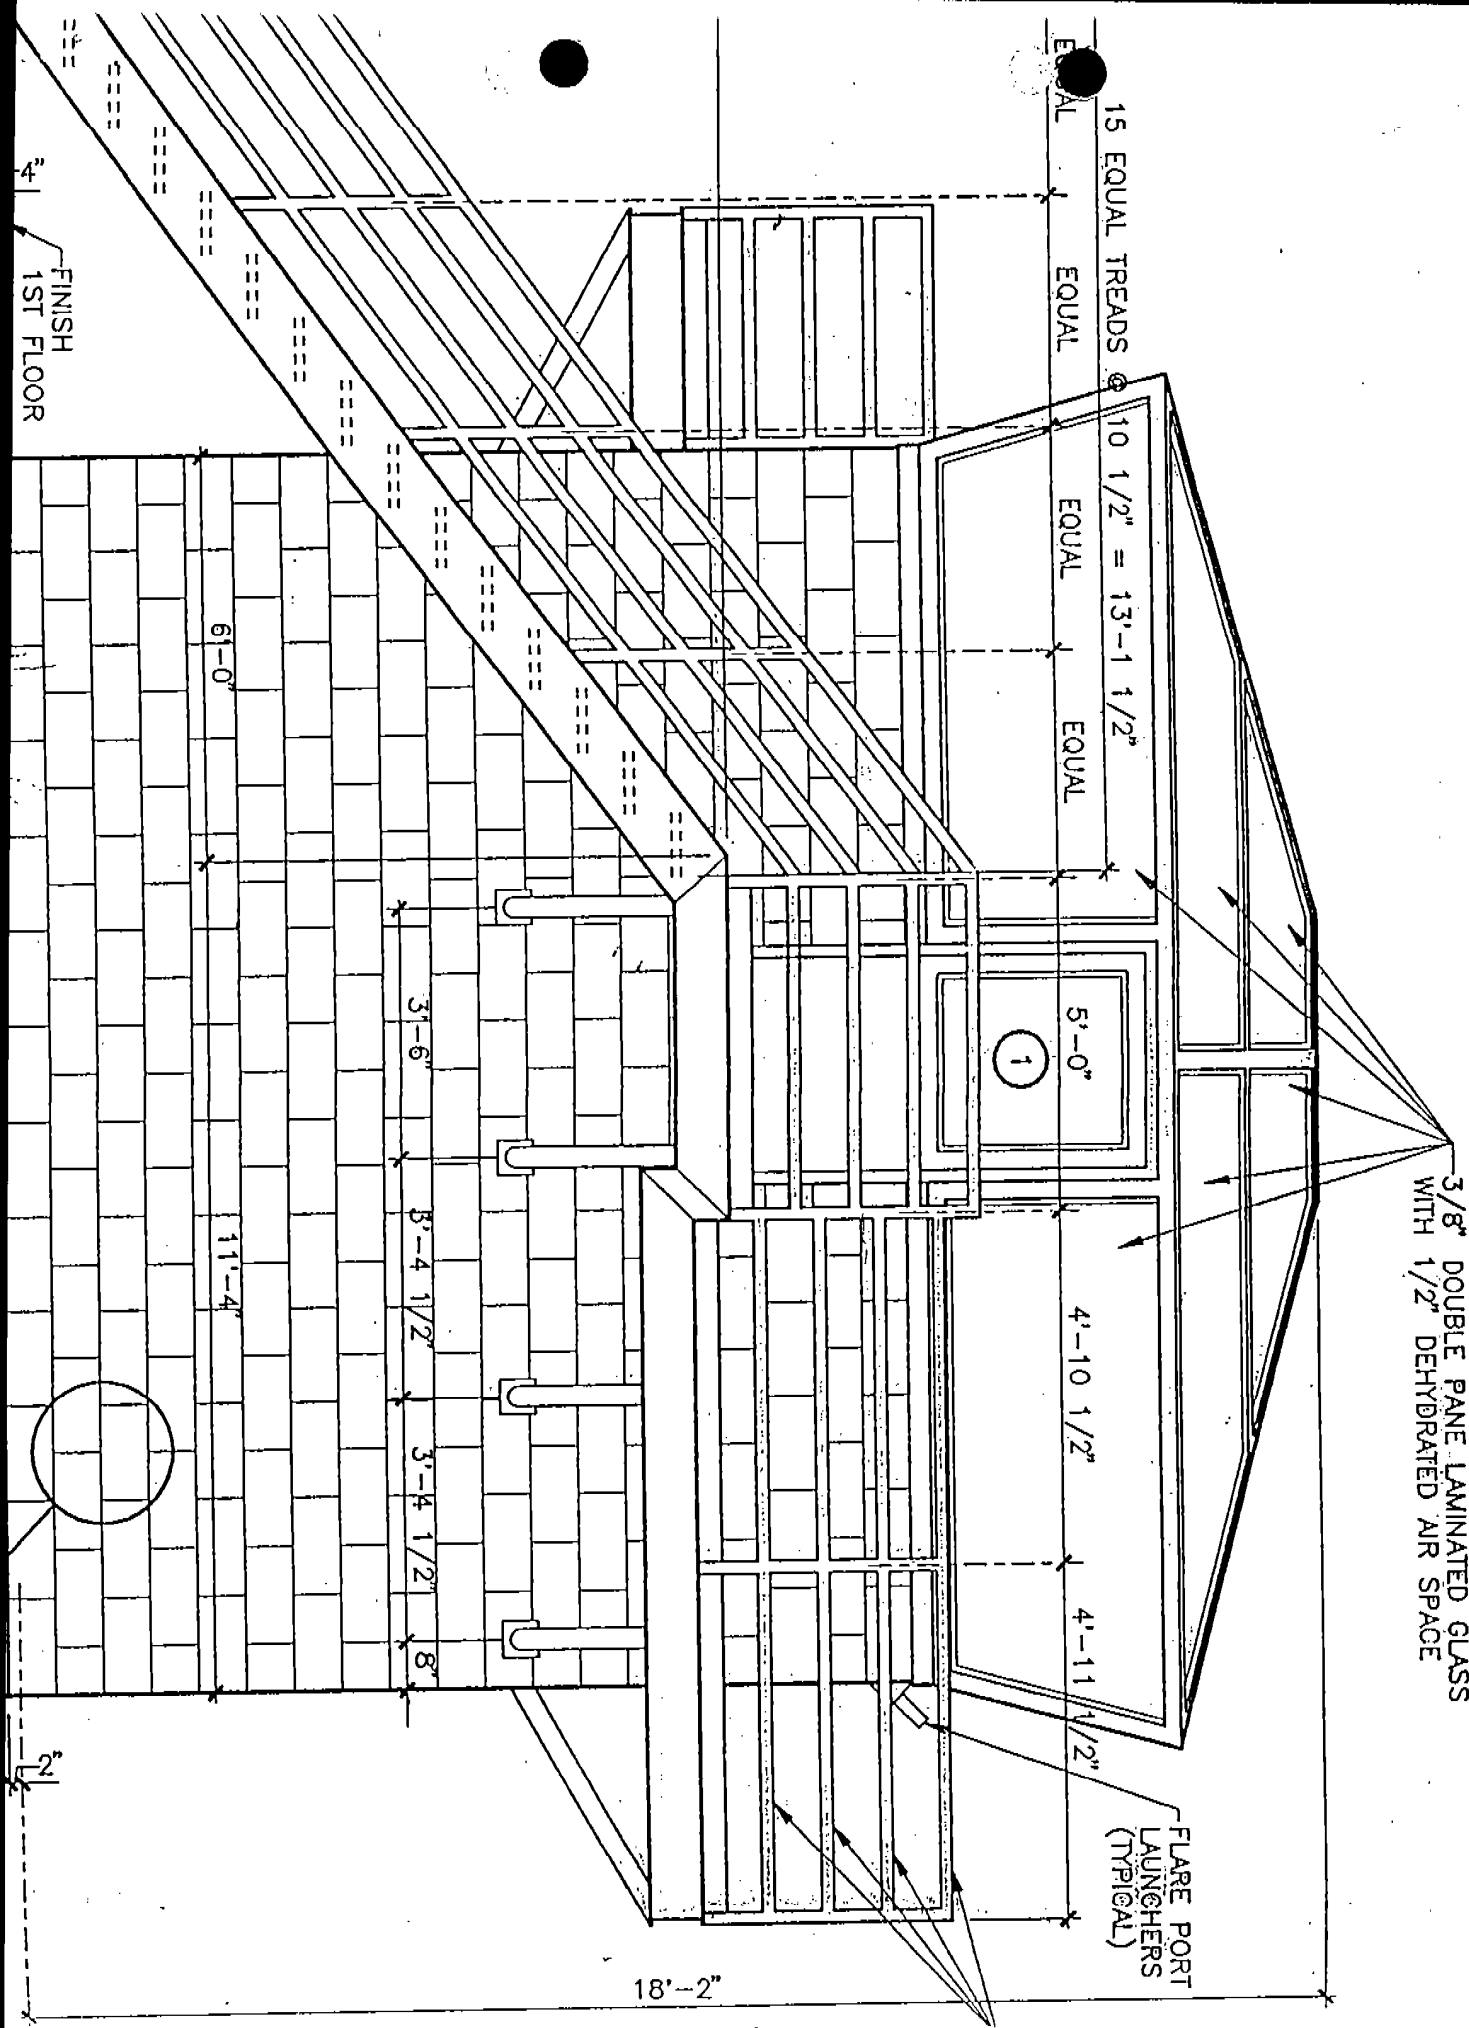 3/8" DOUBLE PANE LAMINATED GLASS
WITH 1/2" DEHYDRATED AIR SPACE
FLARE PORT
LAUNCHERS
(TYPICAL)
15 EQUAL TREADS @ 10 1/2" = 13'-1 1/2"
EQUAL
EQUAL
EQUAL
EQUAL
5'-0"
4'-10 1/2"
4'-11 1/2"
1
3'-6"
3'-4 1/2"
3'-4 1/2"
8"
6'-0"
11'-4"
4"
FINISH
1ST FLOOR
2"
18'-2"